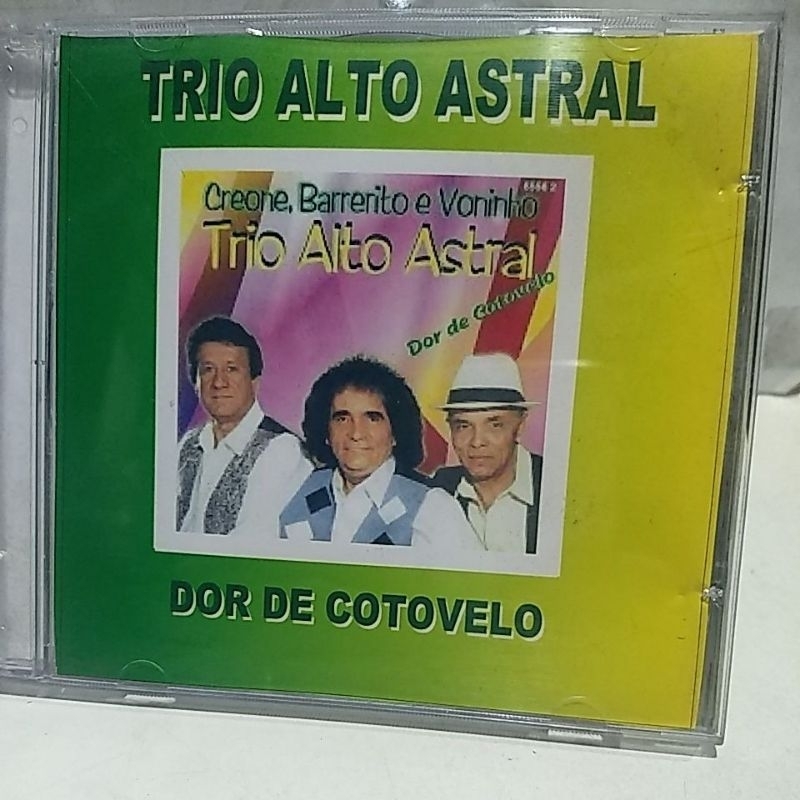 TRIO ALTO ASTRAL
Creone, Barrerito e Voninho
Trio Alto Astral
Dor de Cotovelo
DOR DE COTOVELO